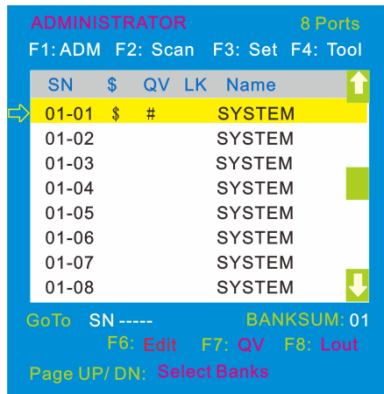 ADMINISTRATOR 8 Ports
F1: ADM F2: Scan F3: Set F4: Tool
SN $ QV LK Name
01-01 $ # SYSTEM
01-02 SYSTEM
01-03 SYSTEM
01-04 SYSTEM
01-05 SYSTEM
01-06 SYSTEM
01-07 SYSTEM
01-08 SYSTEM
GoTo SN ----- BANKSUM: 01
F6: Edit F7: QV F8: Lout
Page UP/ DN: Select Banks